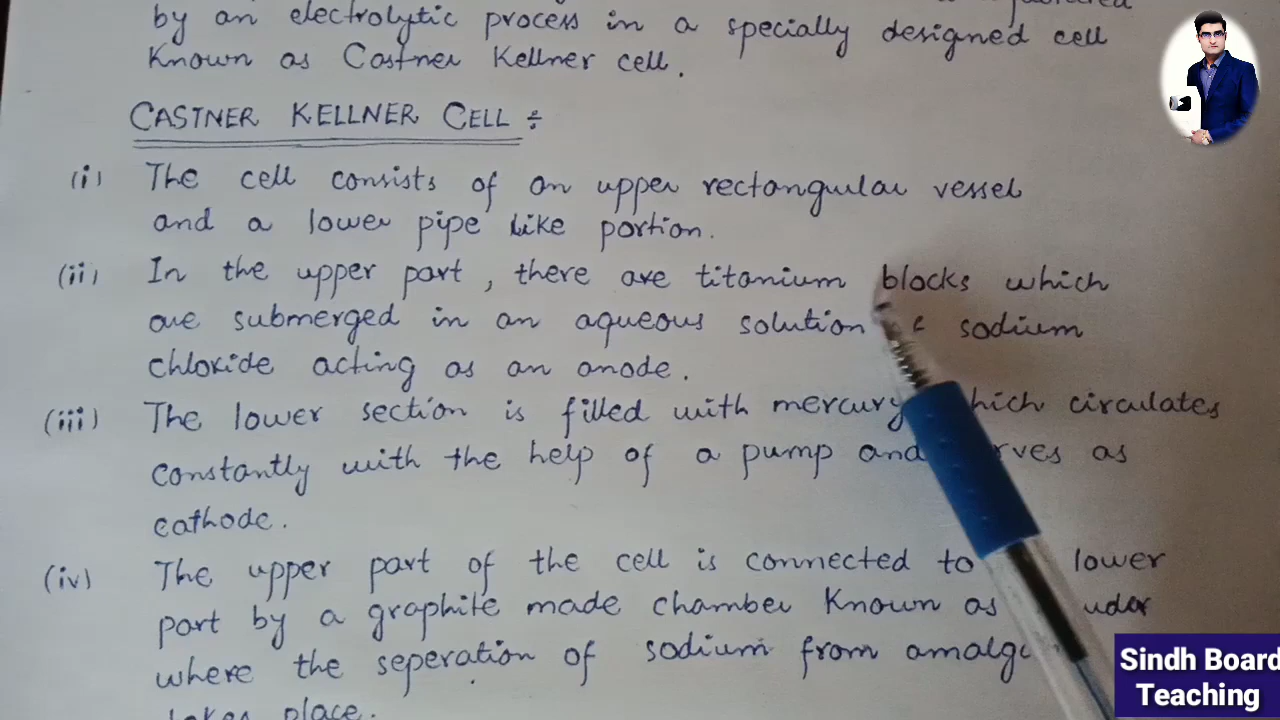 by an electrolytic process in a specially designed cell
Known as Castner Kellner cell.
CASTNER KELLNER CELL ÷
(i) The cell consists of an upper rectangular vessel
and a lower pipe like portion.
(ii) In the upper part, there are titanium blocks which
are submerged in an aqueous solution sodium
chloride acting as an anode.
(iii) The lower section is filled with mercury which circulates
constantly with the help of a pump and as
cathode.
(iv) The upper part of the cell is connected to lower
part by a graphite made chamber Known as
where the seperation of sodium from
takes place.
Sindh Board
Teaching